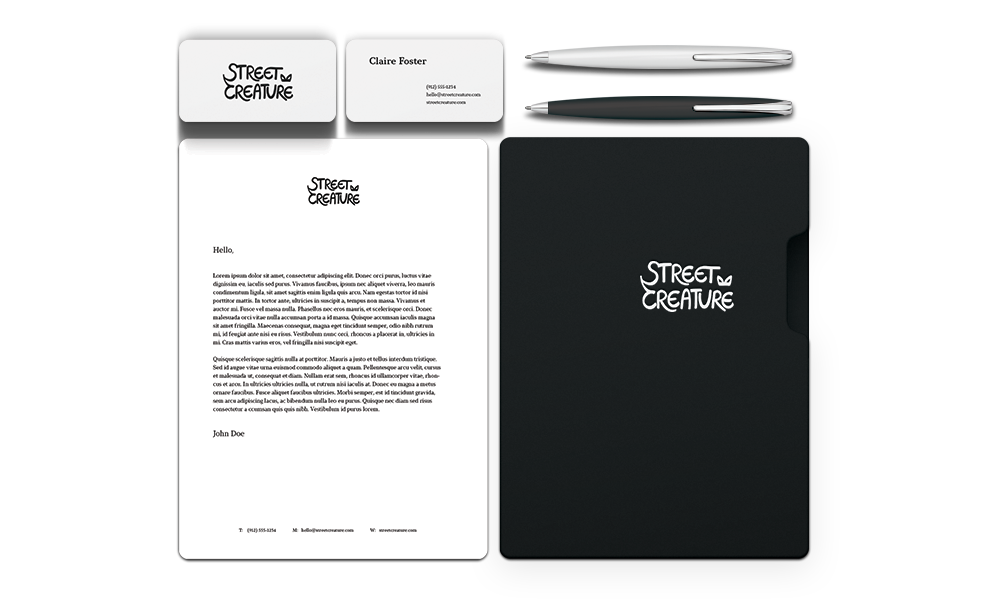 STREET
CREATURE
Claire Foster
(912) 555-1254
hello@streetcreature.com
streetcreature.com
STREET
CREATURE
Hello,
Lorem ipsum dolor sit amet, consectetur adipiscing elit. Donec orci purus, luctus vitae
dignissim eu, iaculis sed purus. Vivamus faucibus, ipsum nec aliquet viverra, leo mauris
condimentum ligula, sit amet sagittis enim ligula quis arcu. Nam egestas tortor id nisi
porttitor mattis. In tortor ante, ultricies in suscipit a, tempus non massa. Vivamus et
auctor mi. Fusce vel massa nulla. Phasellus nec eros mauris, et scelerisque orci. Donec
malesuada orci vitae nulla accumsan porta a id massa. Quisque accumsan iaculis magna
sit amet fringilla. Maecenas consequat, magna eget tincidunt semper, odio nibh rutrum
mi, id feugiat ante nisi eu risus. Vestibulum nunc orci, rhoncus a placerat in, ultricies in
mi. Cras mattis varius eros, vel fringilla nisi suscipit eget.
Quisque scelerisque sagittis nulla at porttitor. Mauris a justo et tellus interdum tristique.
Sed id augue vitae urna euismod commodo aliquet a quam. Pellentesque arcu velit, cursus
et malesuada ut, consequat et diam. Nullam erat sem, rhoncus id ullamcorper vitae, rhon-
cus et arcu. In ultricies ultricies nulla, ut rutrum nisi iaculis at. Donec eu magna a metus
ornare faucibus. Fusce aliquet faucibus ultricies. Morbi semper, est id tincidunt gravida,
sem arcu adipiscing lacus, ac bibendum nulla leo eu purus. Quisque nec diam sed risus
consectetur a ccumsan quis quis nibh. Vestibulum id purus lorem.
John Doe
T: (912) 555-1254 M: hello@streetcreature.com W: streetcreature.com
STREET
CREATURE